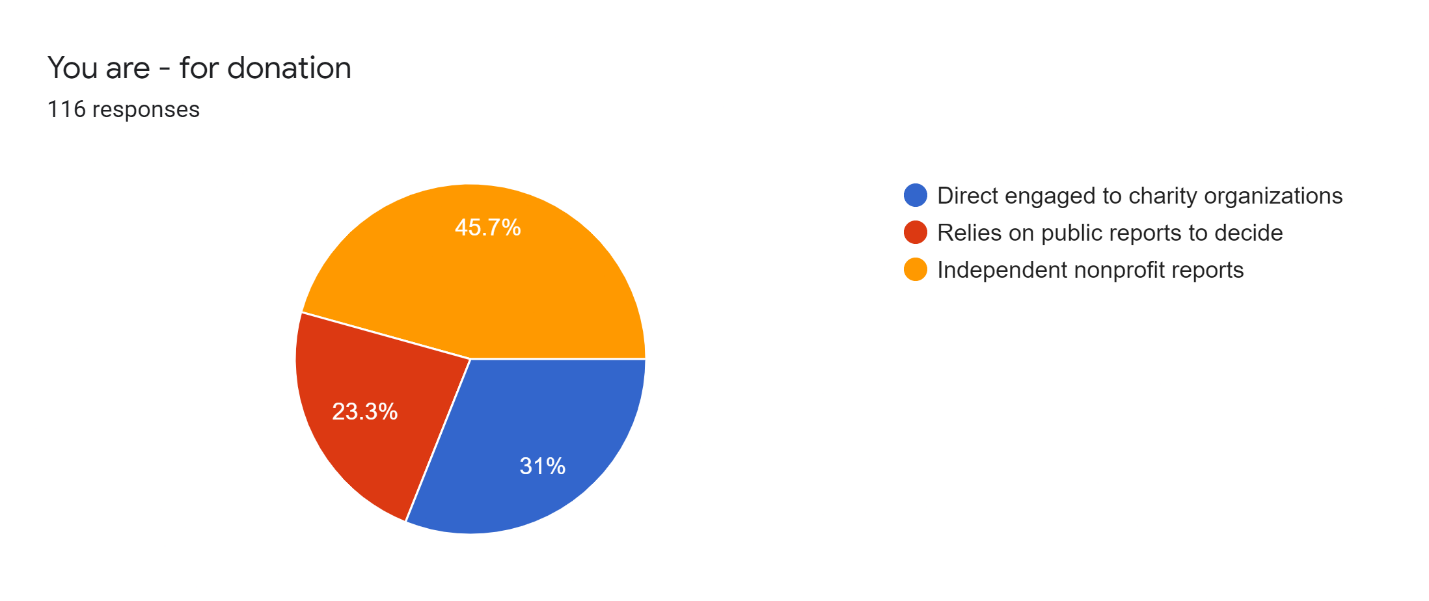 You are - for donation
116 responses
45.7%
23.3%
31%
Direct engaged to charity organizations
Relies on public reports to decide
Independent nonprofit reports